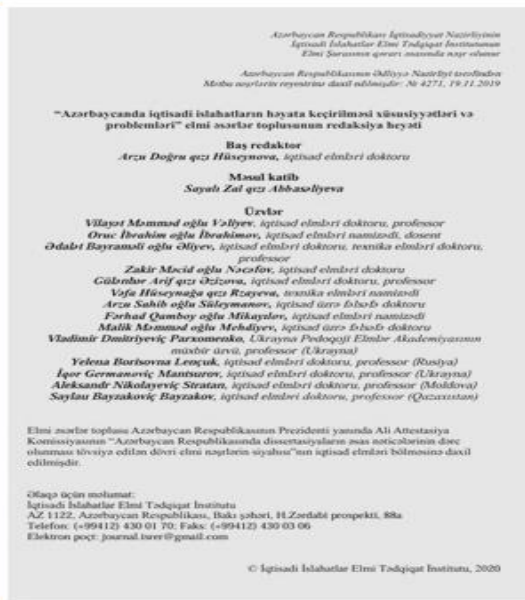 Azərbaycan Respublikası İqtisadiyyat Nazirliyinin
İqtisadi İslahatlar Elmi Tədqiqat İnstitutunun
Elmi Şurasının qərarı əsasında nəşr olunur
Azərbaycan Respublikasının Ədliyyə Nazirliyi tərəfindən
Mətbu nəşrlərin reyestrinə daxil edilmişdir: № 4271, 19.11.2019
“Azərbaycanda iqtisadi islahatların həyata keçirilməsi xüsusiyyətləri və
problemləri” elmi əsərlər toplusunun redaksiya heyəti
Baş redaktor
Arzu Doğru qızı Hüseynova, iqtisad elmləri doktoru
Məsul katib
Sayalı Zal qızı Abbasəliyeva
Üzvlər
Vilayət Məmməd oğlu Vəliyev, iqtisad elmləri doktoru, professor
Oruc İbrahim oğlu İbrahimov, iqtisad elmləri namizədi, dosent
Ədalət Bayraməli oğlu Əliyev, iqtisad elmləri doktoru, texnika elmləri doktoru,
professor
Zakir Məcid oğlu Nəcəfov, iqtisad elmləri doktoru
Gülənbər Arif qızı Əzizova, iqtisad elmləri doktoru, professor
Vəfa Hüseynağa qızı Rzayeva, texnika elmləri namizədi
Arzu Sahib oğlu Süleymanov, iqtisad üzrə fəlsəfə doktoru
Fərhad Qəmboy oğlu Mikayılov, iqtisad elmləri namizədi
Malik Məmməd oğlu Mehdiyev, iqtisad üzrə fəlsəfə doktoru
Vladimir Dmitriyeviç Parxomenko, Ukrayna Pedoqoji Elmlər Akademiyasının
müxbir üzvü, professor (Ukrayna)
Yelena Borisovna Lençuk, iqtisad elmləri doktoru, professor (Rusiya)
İqor Germanoviç Mantsurov, iqtisad elmləri doktoru, professor (Ukrayna)
Aleksandr Nikolayeviç Stratan, iqtisad elmləri doktoru, professor (Moldova)
Saylau Bayzakoviç Bayzakov, iqtisad elmləri doktoru, professor (Qazaxıstan)
Elmi əsərlər toplusu Azərbaycan Respublikasının Prezidenti yanında Ali Attestasiya
Komissiyasının “Azərbaycan Respublikasında dissertasiyaların əsas nəticələrinin dərc
olunması tövsiyə edilən dövri elmi nəşrlərin siyahısı”nın iqtisad elmləri bölməsinə daxil
edilmişdir.
Əlaqə üçün məlumat:
İqtisadi İslahatlar Elmi Tədqiqat İnstitutu
AZ 1122, Azərbaycan Respublikası, Bakı şəhəri, H.Zərdabi prospekti, 88a
Telefon: (+99412) 430 01 70; Faks: (+99412) 430 03 06
Elektron poçt: journal.isrer@gmail.com
© İqtisadi İslahatlar Elmi Tədqiqat İnstitutu, 2020